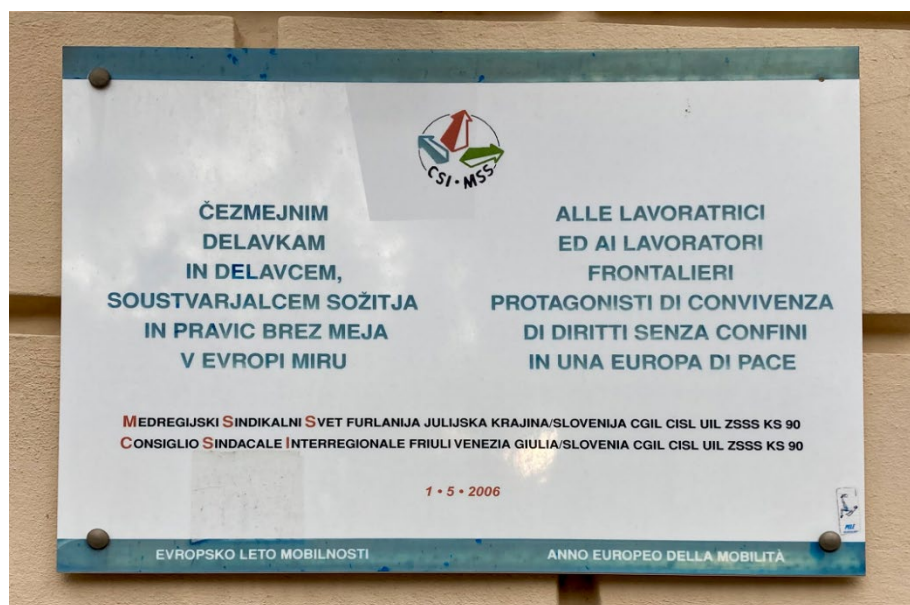 CSI • MSS
ČEZMEJNIM
DELAVKAM
IN DELAVCEM,
SOUSTVARJALCEM SOŽITJA
IN PRAVIC BREZ MEJA
V EVROPI MIRU
ALLE LAVORATRICI
ED AI LAVORATORI
FRONTALIERI
PROTAGONISTI DI CONVIVENZA
DI DIRITTI SENZA CONFINI
IN UNA EUROPA DI PACE
MEDREGIJSKI SINDIKALNI SVET FURLANIJA JULIJSKA KRAJINA/SLOVENIJA CGIL CISL UIL ZSSS KS 90
CONSIGLIO SINDACALE INTERREGIONALE FRIULI VENEZIA GIULIA/SLOVENIA CGIL CISL UIL ZSSS KS 90
1 • 5 • 2006
EVROPSKO LETO MOBILNOSTI
ANNO EUROPEO DELLA MOBILITÀ